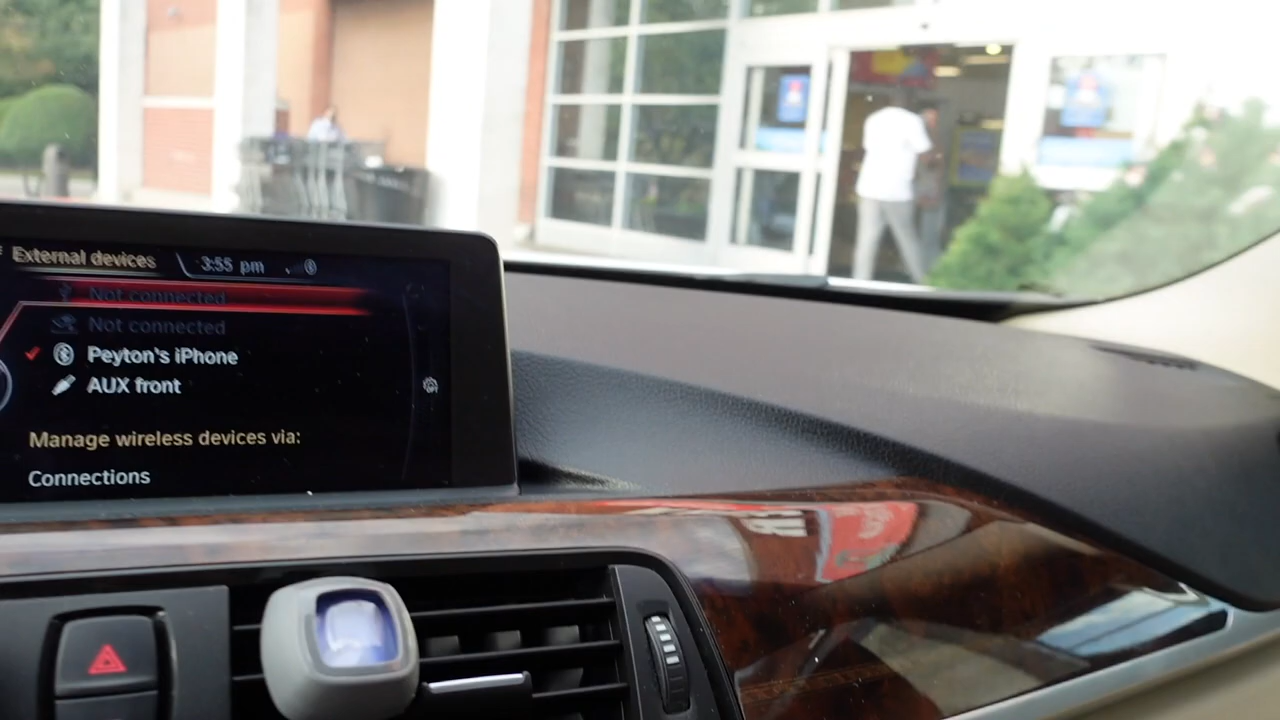 External devices
3:55 pm
Not connected
Not connected
Peyton's iPhone
AUX front
Manage wireless devices via:
Connections